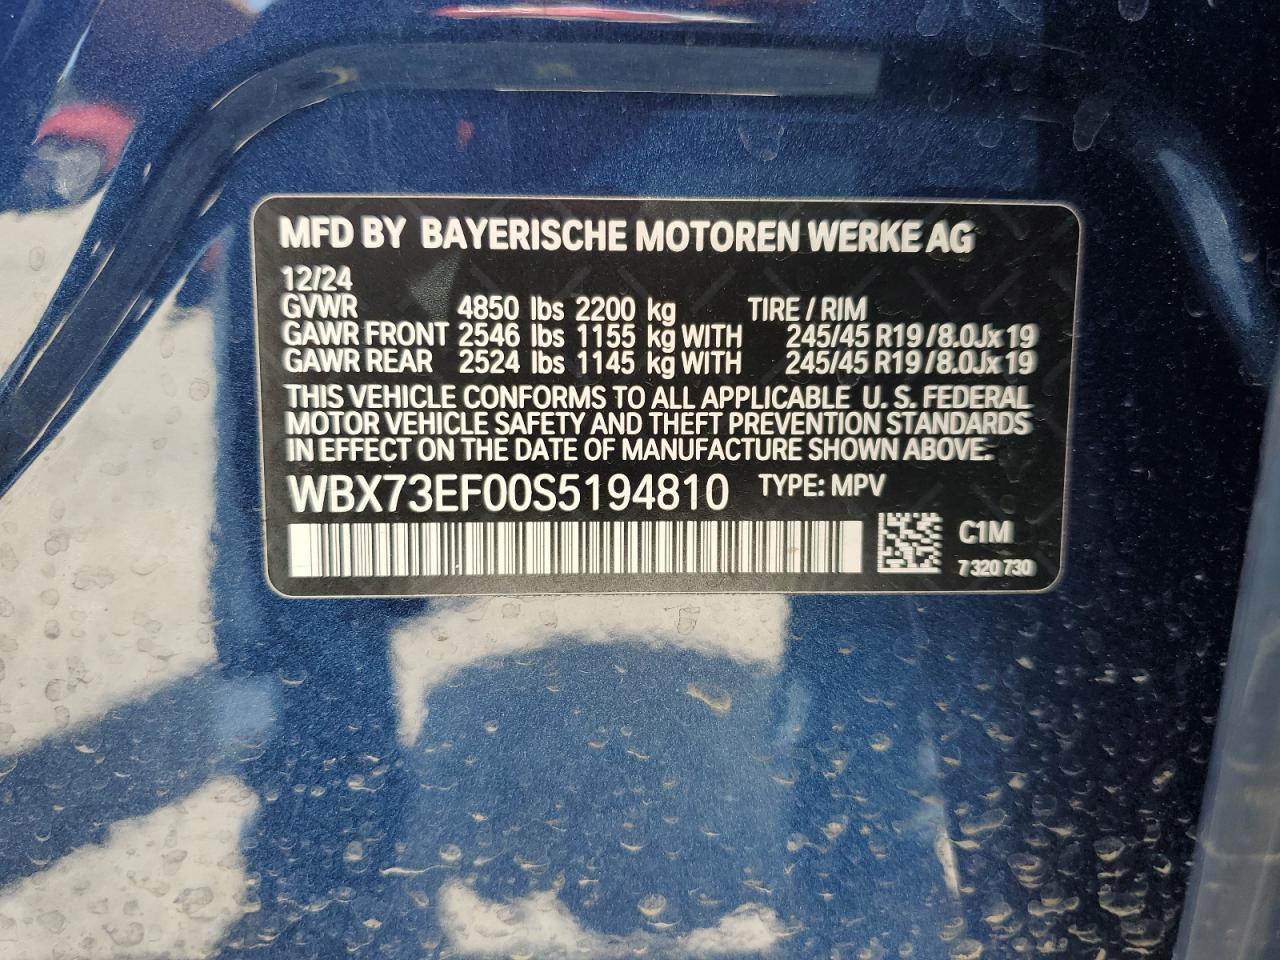 MFD BY BAYERISCHE MOTOREN WERKE AG
12/24
GVWR 4850 lbs 2200 kg TIRE / RIM
GAWR FRONT 2546 lbs 1155 kg WITH 245/45 R19 /8.0Jx19
GAWR REAR 2524 lbs 1145 kg WITH 245/45 R19 /8.0Jx19
THIS VEHICLE CONFORMS TO ALL APPLICABLE U. S. FEDERAL
MOTOR VEHICLE SAFETY AND THEFT PREVENTION STANDARDS
IN EFFECT ON THE DATE OF MANUFACTURE SHOWN ABOVE.
WBX73EF00S5194810 TYPE: MPV
C1M
7 320 730